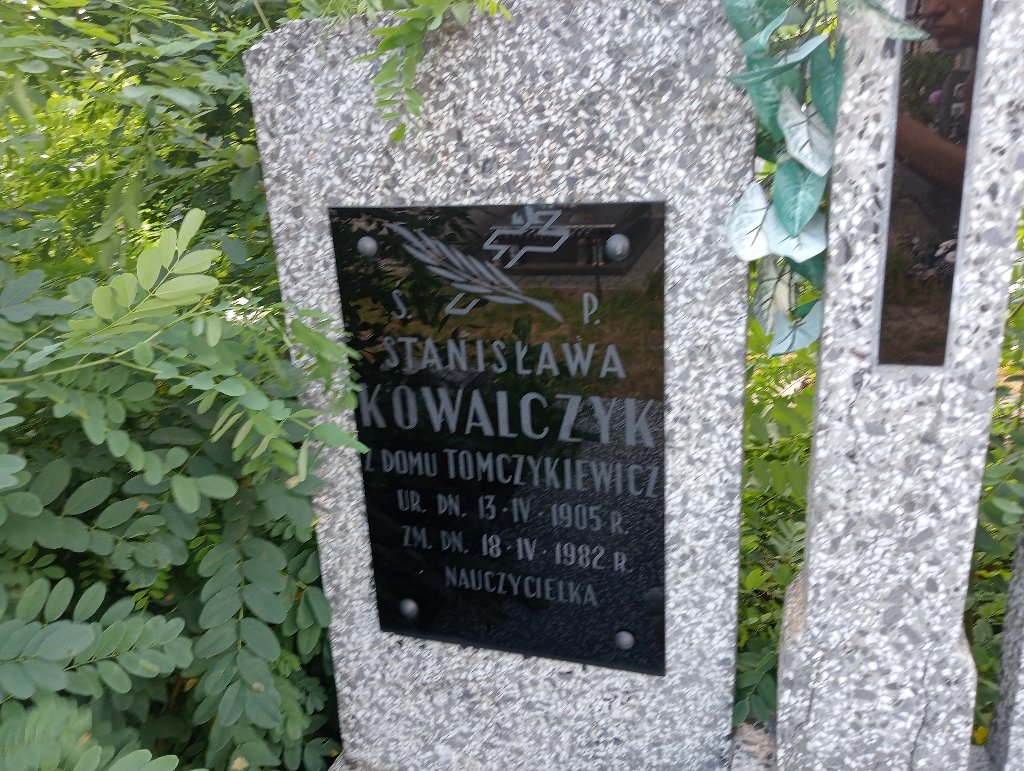 Ś. P.
STANISŁAWA
KOWALCZYK
Z DOMU TOMCZYKIEWICZ
UR. DN. 13·IV·1905 R.
ZM. DN. 18·IV·1982 R.
NAUCZYCIELKA